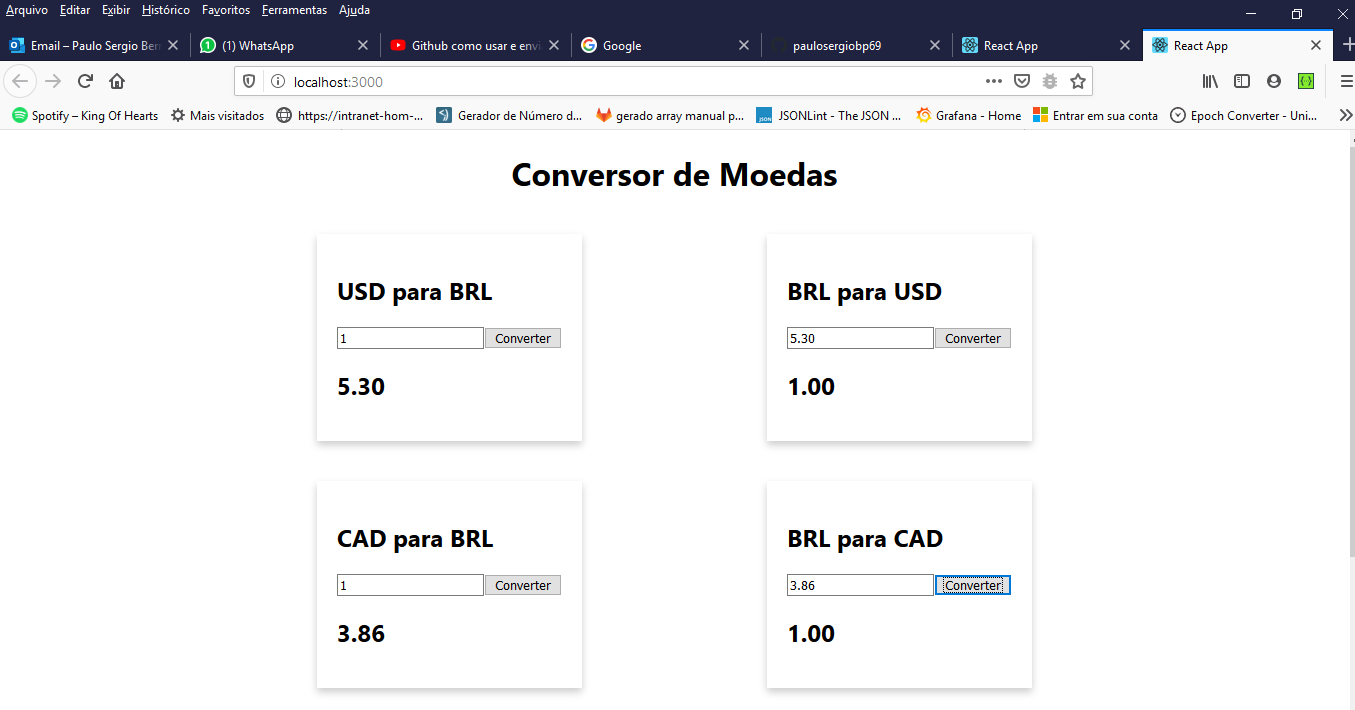 Arquivo Editar Exibir Histórico Favoritos Ferramentas Ajuda
Email – Paulo Sergio Ber (1) WhatsApp Github como usar e envi Google paulosergiobp69 React App React App
localhost:3000
Spotify – King Of Hearts Mais visitados https://intranet-hom-... Gerador de Número d... gerado array manual p... JSONLint - The JSON ... Grafana - Home Entrar em sua conta Epoch Converter - Uni...
Conversor de Moedas
USD para BRL BRL para USD
1 Converter 5.30 Converter
5.30 1.00
CAD para BRL BRL para CAD
1 Converter 3.86 Converter
3.86 1.00